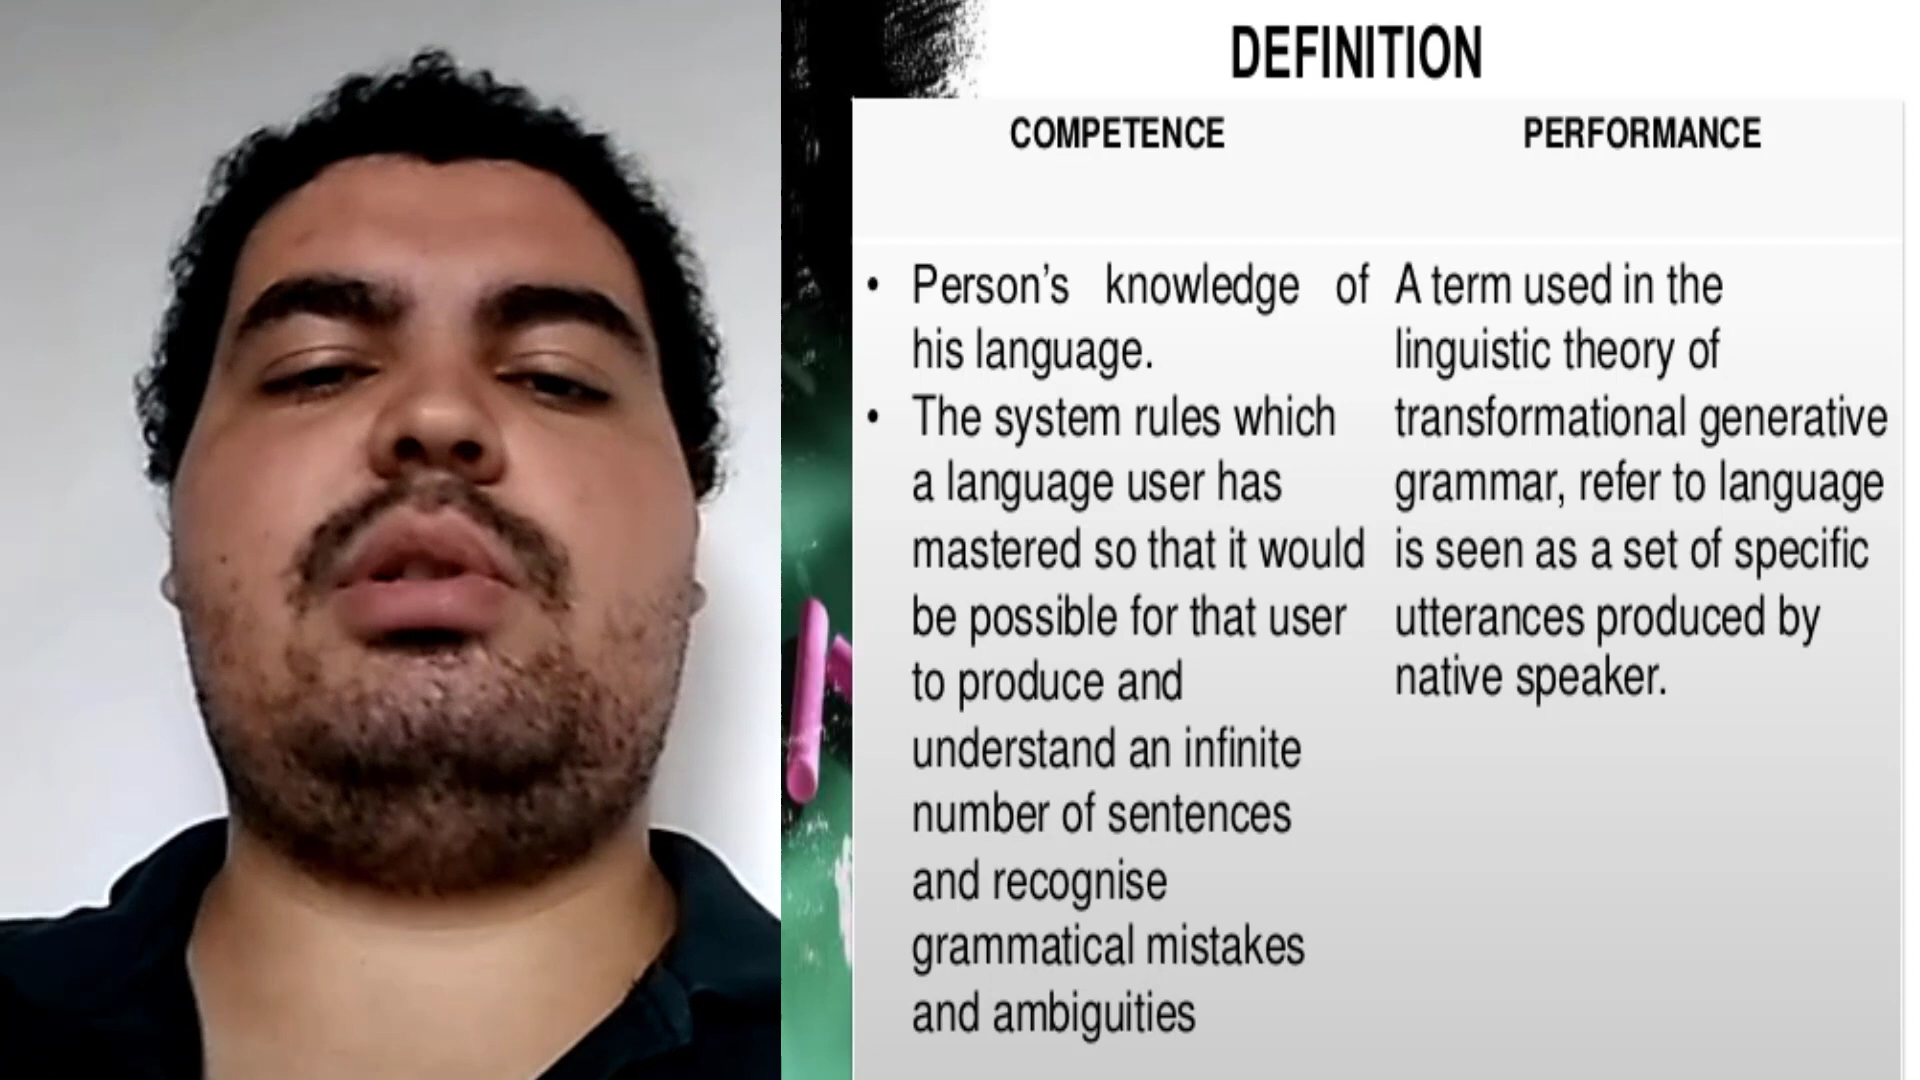 DEFINITION
COMPETENCE
PERFORMANCE
• Person’s knowledge of
his language.
• The system rules which
a language user has
mastered so that it would
be possible for that user
to produce and
understand an infinite
number of sentences
and recognise
grammatical mistakes
and ambiguities
A term used in the
linguistic theory of
transformational generative
grammar, refer to language
is seen as a set of specific
utterances produced by
native speaker.